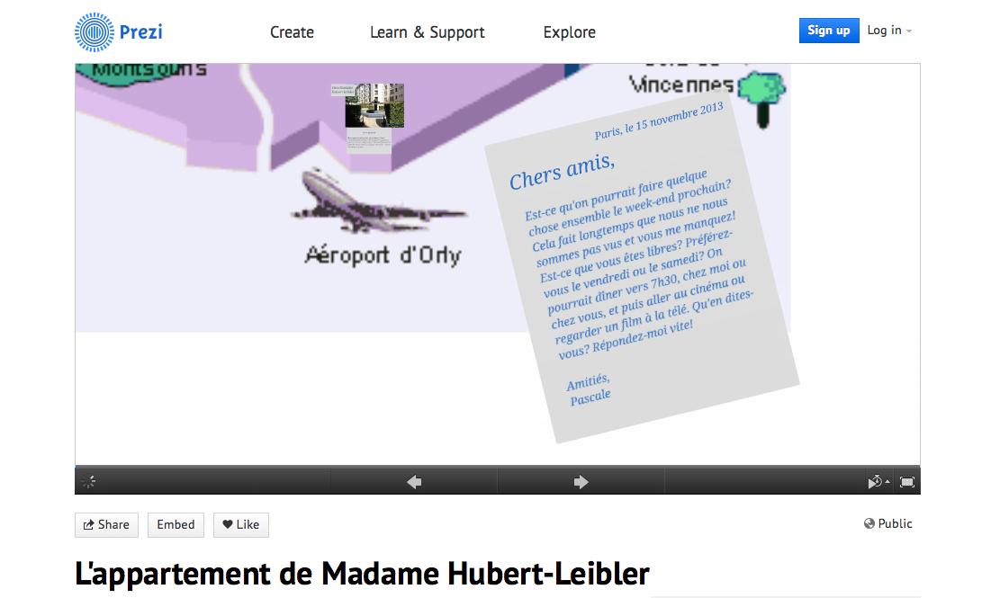 Prezi
Create
Learn & Support
Explore
Sign up
Log in
Montsouris
Vincennes
Aéroport d'Orly
Paris, le 15 novembre 2013
Chers amis,
Est-ce qu'on pourrait faire quelque
chose ensemble le week-end prochain?
Cela fait longtemps que nous ne nous
sommes pas vus et vous me manquez!
Est-ce que vous êtes libres? Préférez-
vous le vendredi ou le samedi? On
pourrait dîner vers 7h30, chez moi ou
chez vous, et puis aller au cinéma ou
regarder un film à la télé. Qu'en dites-
vous? Répondez-moi vite!
Amitiés,
Pascale
Share
Embed
Like
Public
L'appartement de Madame Hubert-Leibler